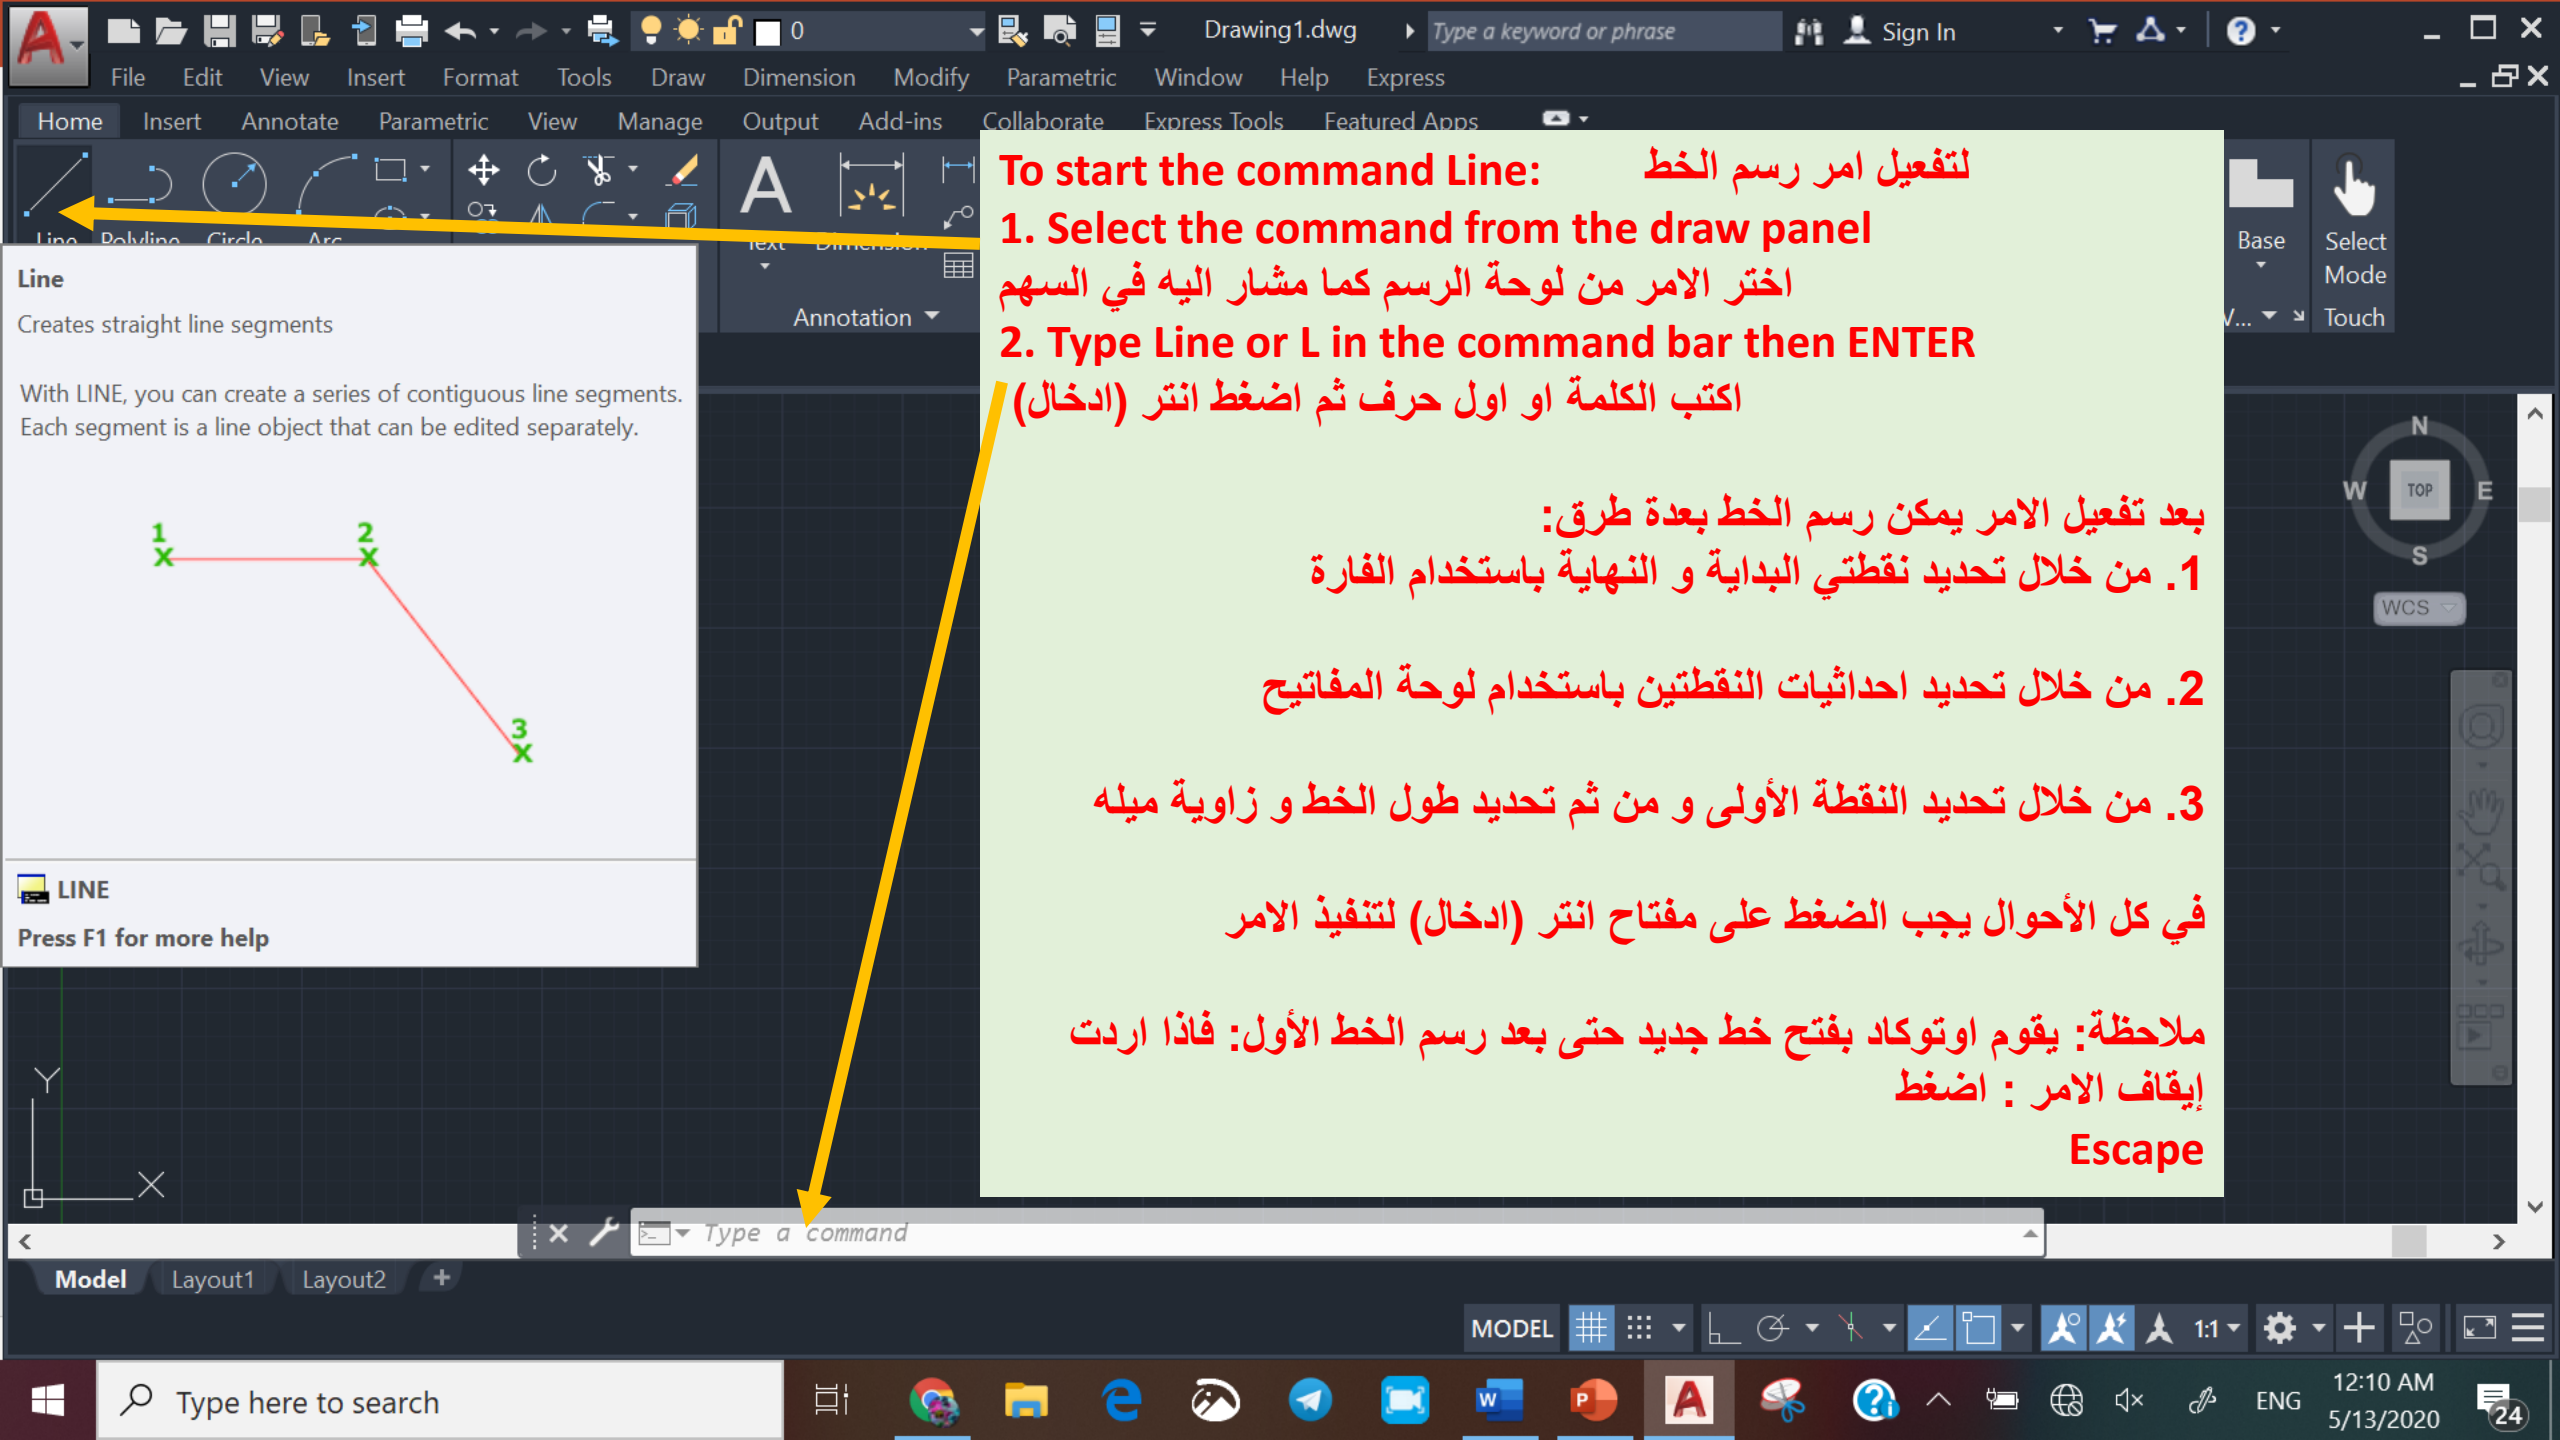 0
Drawing1.dwg
Type a keyword or phrase
Sign In
File Edit View Insert Format Tools Draw Dimension Modify Parametric Window Help Express
Home Insert Annotate Parametric View Manage Output Add-ins Collaborate Express Tools Featured Apps
Line Polyline Circle Arc
Text Dimension
Annotation
Base
Select
Mode
V...
Touch
Line
Creates straight line segments
With LINE, you can create a series of contiguous line segments.
Each segment is a line object that can be edited separately.
1
2
3
LINE
Press F1 for more help
To start the command Line: لتفعيل امر رسم الخط
1. Select the command from the draw panel
اختر الامر من لوحة الرسم كما مشار اليه في السهم
2. Type Line or L in the command bar then ENTER
اكتب الكلمة او اول حرف ثم اضغط انتر (ادخال)
بعد تفعيل الامر يمكن رسم الخط بعدة طرق:
1. من خلال تحديد نقطتي البداية و النهاية باستخدام الفارة
2. من خلال تحديد احداثيات النقطتين باستخدام لوحة المفاتيح
3. من خلال تحديد النقطة الأولى و من ثم تحديد طول الخط و زاوية ميله
في كل الأحوال يجب الضغط على مفتاح انتر (ادخال) لتنفيذ الامر
ملاحظة: يقوم اوتوكاد بفتح خط جديد حتى بعد رسم الخط الأول: فاذا اردت
إيقاف الامر : اضغط
Escape
N
W TOP E
S
WCS
Y
X
Type a command
Model Layout1 Layout2 +
MODEL
1:1
Type here to search
ENG
12:10 AM
5/13/2020
24